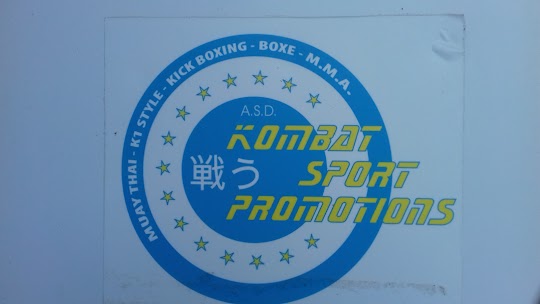 MUAY THAI - K1 STYLE - KICK BOXING - BOXE - M.M.A.
A.S.D.
KOMBAT
戦う SPORT
PROMOTIONS